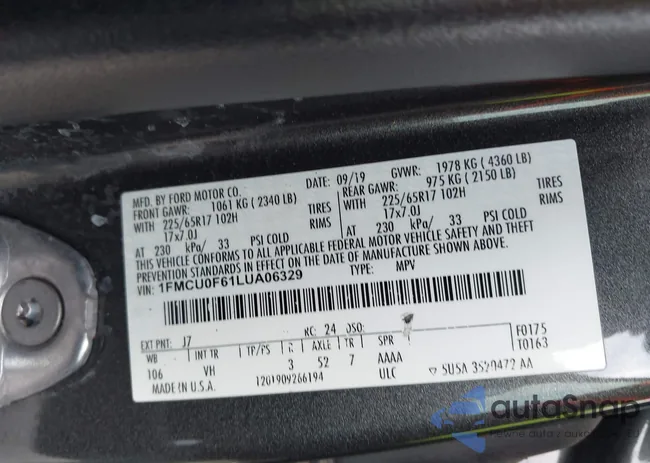 MFD. BY FORD MOTOR CO.
DATE: 09/19 GVWR: 1978 KG ( 4360 LB)
FRONT GAWR: 1061 KG ( 2340 LB) REAR GAWR: 975 KG ( 2150 LB)
WITH 225/65R17 102H TIRES WITH 225/65R17 102H TIRES
17x7.0J RIMS 17x7.0J RIMS
AT 230 kPa/ 33 PSI COLD AT 230 kPa/ 33 PSI COLD
THIS VEHICLE CONFORMS TO ALL APPLICABLE FEDERAL MOTOR VEHICLE SAFETY AND THEFT
PREVENTION STANDARDS IN EFFECT ON THE DATE OF MANUFACTURE SHOWN ABOVE.
VIN: 1FMCU0F61LUA06329 TYPE: MPV
EXT PNT: J7 RC: 24 DSO: F0175
WB INT TR TP/PS R AXLE TR SPR T0163
106 VH 3 52 7 AAAA
MADE IN U.S.A. 120190V266194 ULC
autoSnap
Pewne auta z